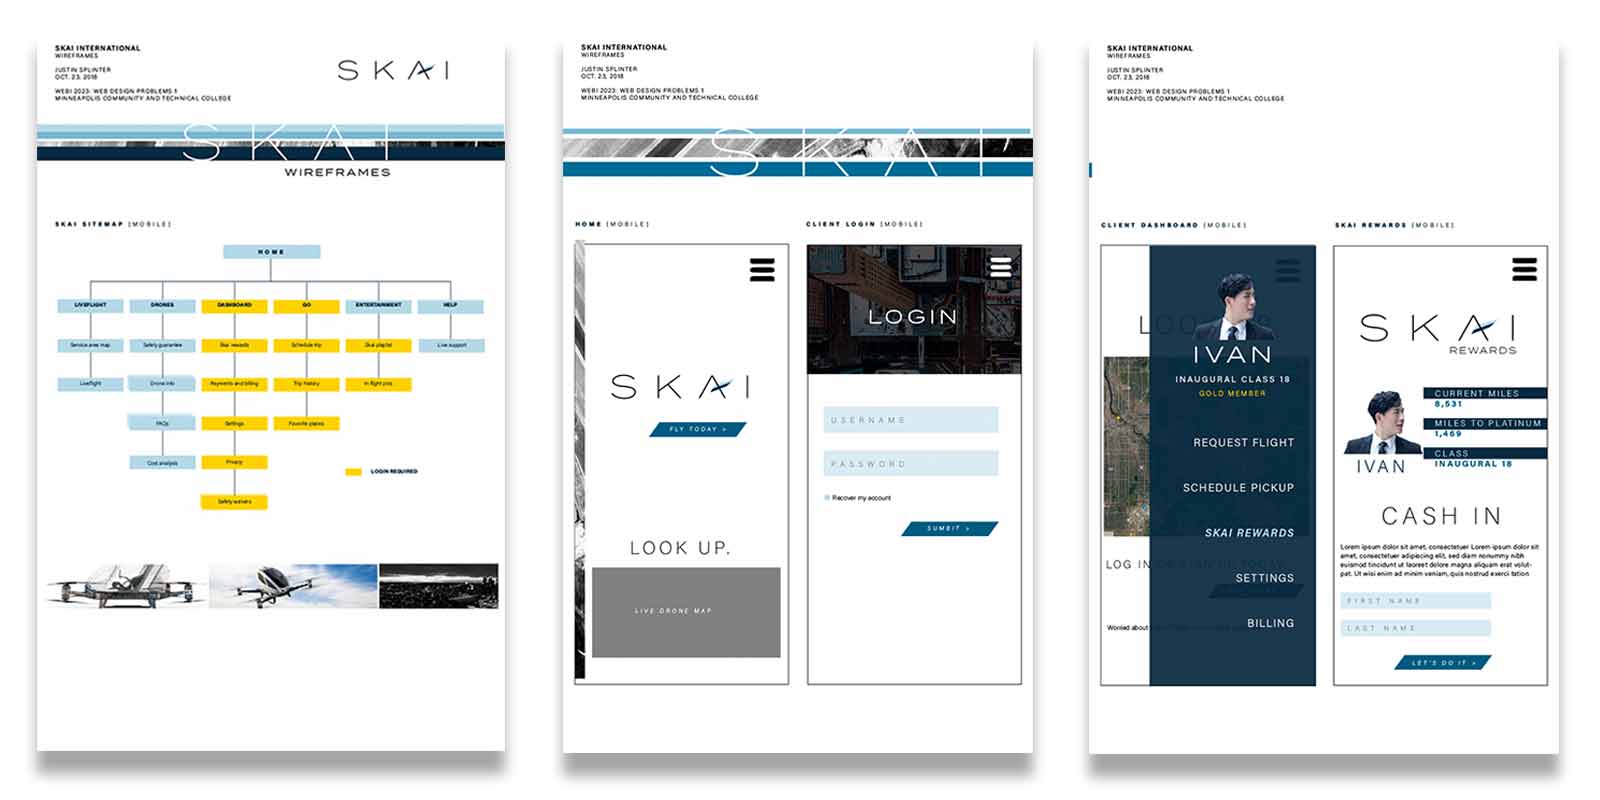 SKAI INTERNATIONAL
WIREFRAMES
JUSTIN SPLINTER
OCT. 23, 2018
WEBI 2023: WEB DESIGN PROBLEMS 1
MINNEAPOLIS COMMUNITY AND TECHNICAL COLLEGE
SKAI
SKAI
WIREFRAMES
SKAI SITEMAP [MOBILE]
HOME
LIVEFLIGHT
DRONES
DASHBOARD
GO
ENTERTAINMENT
HELP
Service area map
Safety guarantee
Skai rewards
Schedule trip
Skai playlist
Live support
Liveflight
Drone info
Payments and billing
Trip history
In flight pics
FAQs
Settings
Favorite places
Cost analysis
Privacy
LOGIN REQUIRED
Safety waivers
SKAI INTERNATIONAL
WIREFRAMES
JUSTIN SPLINTER
OCT. 23, 2018
WEBI 2023: WEB DESIGN PROBLEMS 1
MINNEAPOLIS COMMUNITY AND TECHNICAL COLLEGE
SKAI
HOME [MOBILE]
SKAI
FLY TODAY >
LOOK UP.
LIVE DRONE MAP
CLIENT LOGIN [MOBILE]
LOGIN
USERNAME
PASSWORD
Recover my account
SUMBIT >
SKAI INTERNATIONAL
WIREFRAMES
JUSTIN SPLINTER
OCT. 23, 2018
WEBI 2023: WEB DESIGN PROBLEMS 1
MINNEAPOLIS COMMUNITY AND TECHNICAL COLLEGE
CLIENT DASHBOARD [MOBILE]
IVAN
INAUGURAL CLASS 18
GOLD MEMBER
REQUEST FLIGHT
SCHEDULE PICKUP
SKAI REWARDS
LOG IN
SETTINGS
Worried about
BILLING
SKAI REWARDS [MOBILE]
SKAI
REWARDS
CURRENT MILES
8,531
MILES TO PLATINUM
1,469
CLASS
INAUGURAL 18
IVAN
CASH IN
Lorem ipsum dolor sit amet, consectetuer Lorem ipsum dolor sit
amet, consectetuer adipiscing elit, sed diam nonummy nibh
euismod tincidunt ut laoreet dolore magna aliquam erat volut-
pat. Ut wisi enim ad minim veniam, quis nostrud exerci tation
FIRST NAME
LAST NAME
LET'S DO IT >